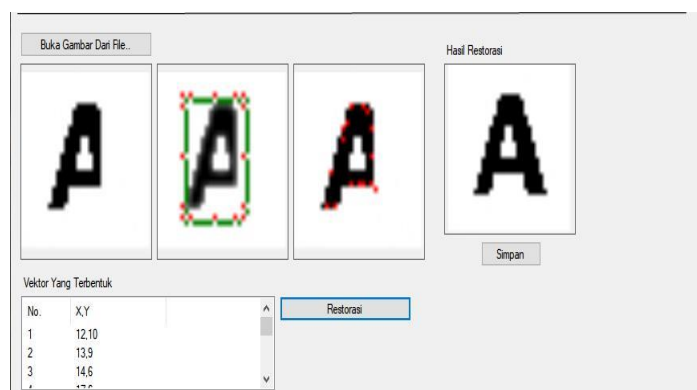 Buka Gambar Dari File..
Hasil Restorasi
A
A
A
A
Simpan
Vektor Yang Terbentuk
Restorasi
No. X,Y
1 12,10
2 13,9
3 14,6